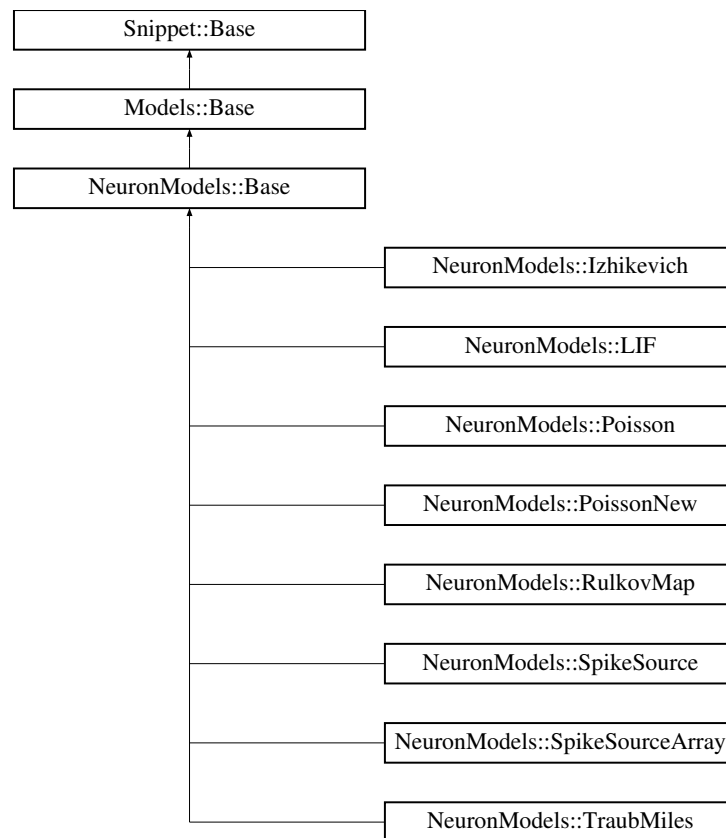 Snippet::Base
Models::Base
NeuronModels::Base
NeuronModels::Izhikevich
NeuronModels::LIF
NeuronModels::Poisson
NeuronModels::PoissonNew
NeuronModels::RulkovMap
NeuronModels::SpikeSource
NeuronModels::SpikeSourceArray
NeuronModels::TraubMiles